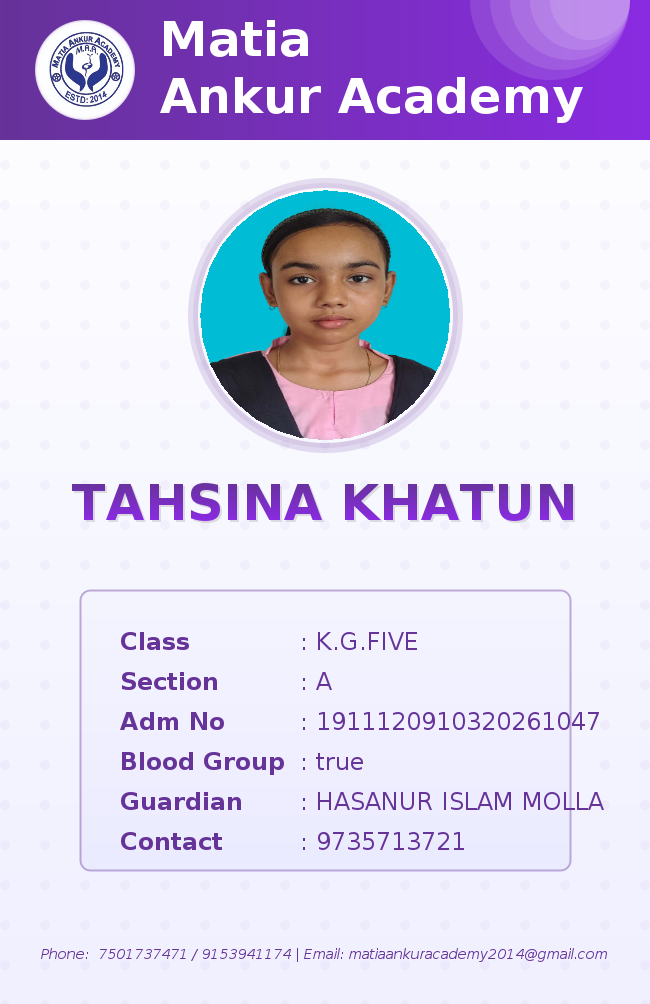 Matia
Ankur Academy
MATIA ANKUR ACADEMY
M.A.A
ESTD: 2014
TAHSINA KHATUN
Class : K.G.FIVE
Section : A
Adm No : 1911120910320261047
Blood Group : true
Guardian : HASANUR ISLAM MOLLA
Contact : 9735713721
Phone: 7501737471 / 9153941174 | Email: matiaankuracademy2014@gmail.com